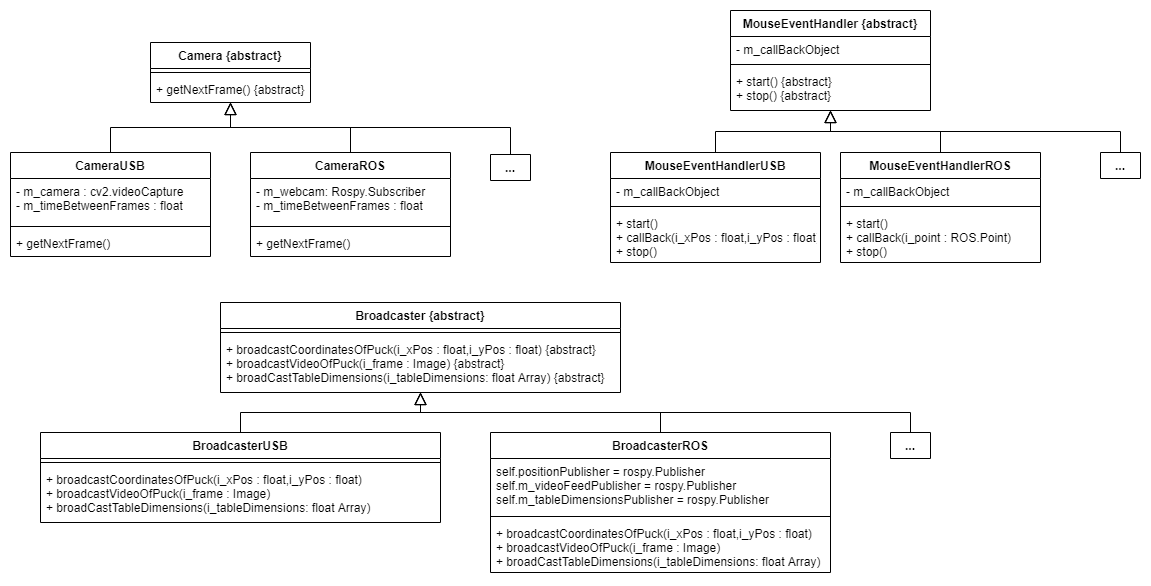 Camera {abstract}
+ getNextFrame() {abstract}
MouseEventHandler {abstract}
- m_callBackObject
+ start() {abstract}
+ stop() {abstract}
CameraUSB
- m_camera : cv2.videoCapture
- m_timeBetweenFrames : float
+ getNextFrame()
CameraROS
- m_webcam: Rospy.Subscriber
- m_timeBetweenFrames : float
+ getNextFrame()
...
MouseEventHandlerUSB
- m_callBackObject
+ start()
+ callBack(i_xPos : float,i_yPos : float
+ stop()
MouseEventHandlerROS
- m_callBackObject
+ start()
+ callBack(i_point : ROS.Point)
+ stop()
...
Broadcaster {abstract}
+ broadcastCoordinatesOfPuck(i_xPos : float,i_yPos : float) {abstract}
+ broadcastVideoOfPuck(i_frame : Image) {abstract}
+ broadCastTableDimensions(i_tableDimensions: float Array) {abstract}
BroadcasterUSB
+ broadcastCoordinatesOfPuck(i_xPos : float,i_yPos : float)
+ broadcastVideoOfPuck(i_frame : Image)
+ broadCastTableDimensions(i_tableDimensions: float Array)
BroadcasterROS
self.positionPublisher = rospy.Publisher
self.m_videoFeedPublisher = rospy.Publisher
self.m_tableDimensionsPublisher = rospy.Publisher
+ broadcastCoordinatesOfPuck(i_xPos : float,i_yPos : float)
+ broadcastVideoOfPuck(i_frame : Image)
+ broadCastTableDimensions(i_tableDimensions: float Array)
...